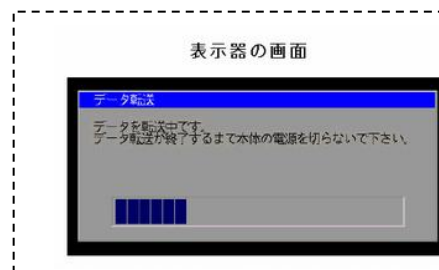 表示器の画面
データ転送
データを転送中です。
データ転送が終了するまで本体の電源を切らないで下さい。